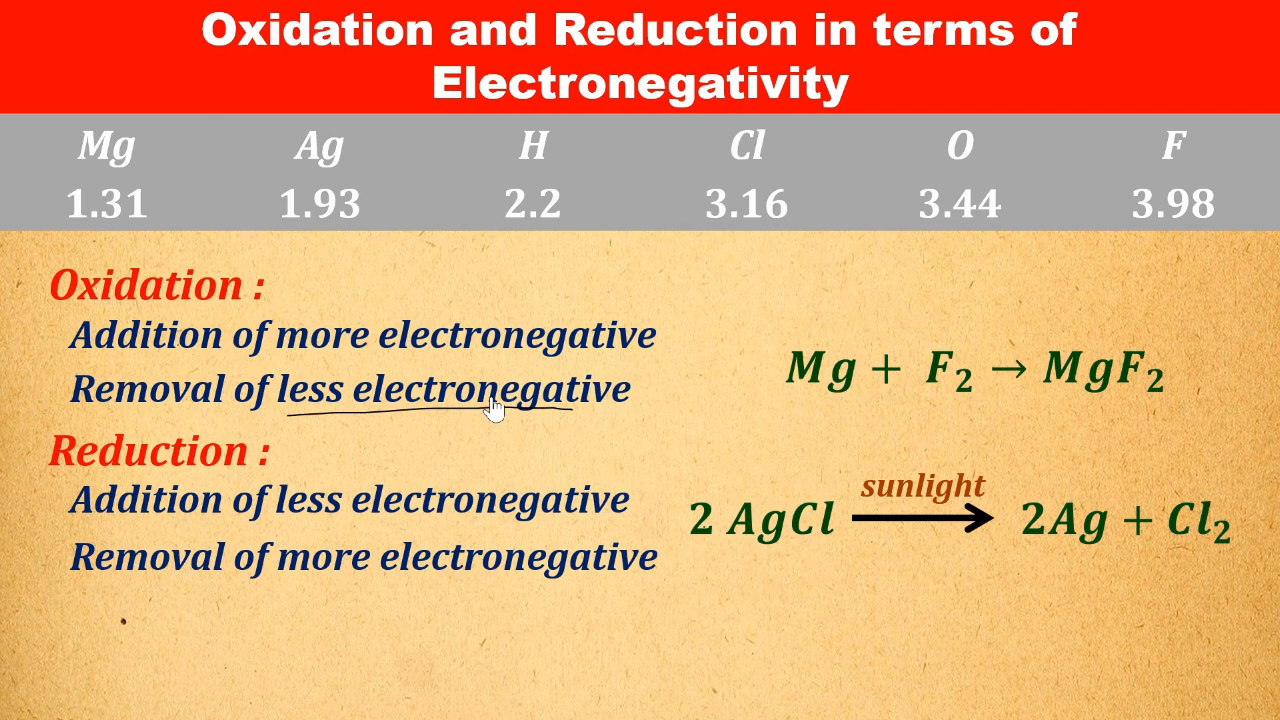 Oxidation and Reduction in terms of
Electronegativity
Mg Ag H Cl O F
1.31 1.93 2.2 3.16 3.44 3.98
Oxidation :
Addition of more electronegative
Removal of less electronegative
Reduction :
Addition of less electronegative
Removal of more electronegative
Mg + F₂ → MgF₂
sunlight
2 AgCl ⟶ 2Ag + Cl₂